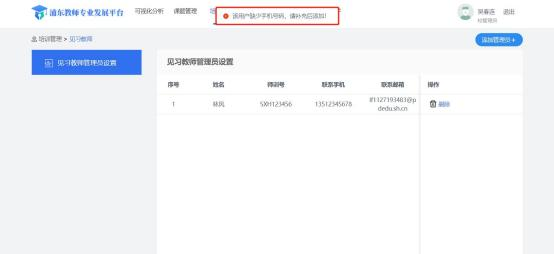 浦东教师专业发展平台 可视化分析 课题管理
该用户缺少手机号码，请补充后添加！
吴春莲 退出
校管理员
培训管理 > 见习教师
添加管理员+
见习教师管理员设置
见习教师管理员设置
序号 姓名 师训号 联系手机 联系邮箱 操作
1 林凤 SXH123456 13512345678 lf1127193483@p
dedu.sh.cn 删除